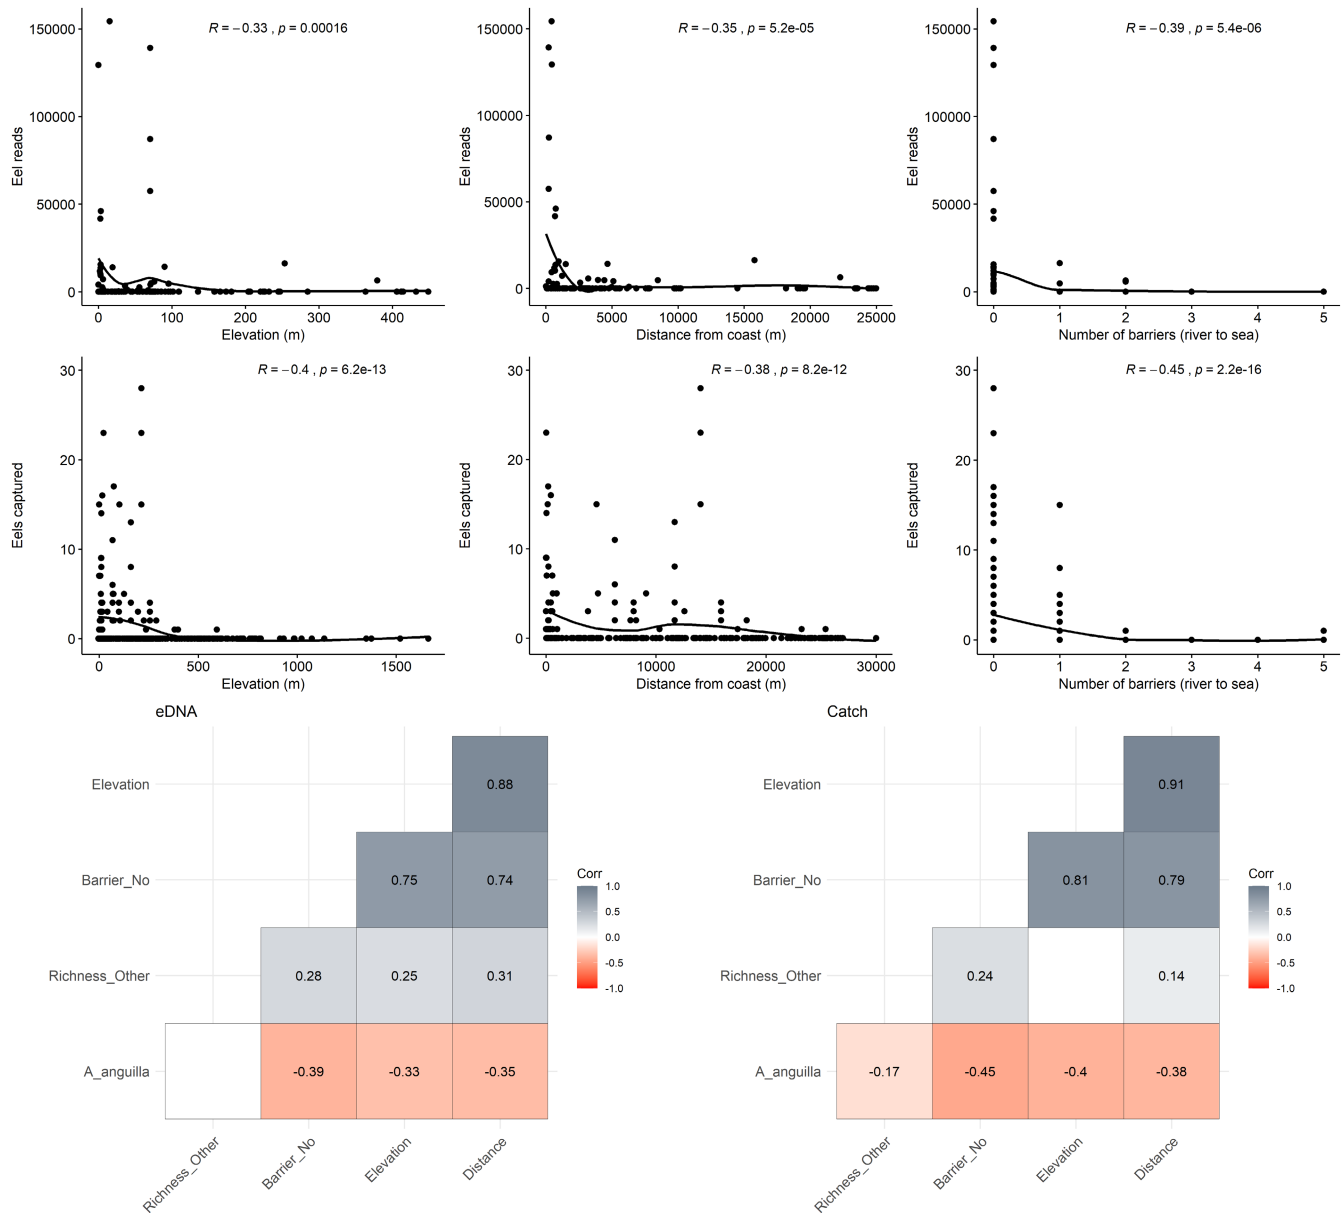 R = −0.33 , p = 0.00016
150000
100000
50000
0
Eel reads
0 100 200 300 400
Elevation (m)
R = −0.35 , p = 5.2e-05
150000
100000
50000
0
Eel reads
0 5000 10000 15000 20000 25000
Distance from coast (m)
R = −0.39 , p = 5.4e-06
150000
100000
50000
0
Eel reads
0 1 2 3 4 5
Number of barriers (river to sea)
R = −0.4 , p = 6.2e-13
30
20
10
0
Eels captured
0 500 1000 1500
Elevation (m)
R = −0.38 , p = 8.2e-12
30
20
10
0
Eels captured
0 10000 20000 30000
Distance from coast (m)
R = −0.45 , p = 2.2e-16
30
20
10
0
Eels captured
0 1 2 3 4 5
Number of barriers (river to sea)
eDNA
Elevation 0.88
Barrier_No 0.75 0.74
Richness_Other 0.28 0.25 0.31
A_anguilla -0.39 -0.33 -0.35
Richness_Other Barrier_No Elevation Distance
Corr
1.0
0.5
0.0
-0.5
-1.0
Catch
Elevation 0.91
Barrier_No 0.81 0.79
Richness_Other 0.24 0.14
A_anguilla -0.17 -0.45 -0.4 -0.38
Richness_Other Barrier_No Elevation Distance
Corr
1.0
0.5
0.0
-0.5
-1.0